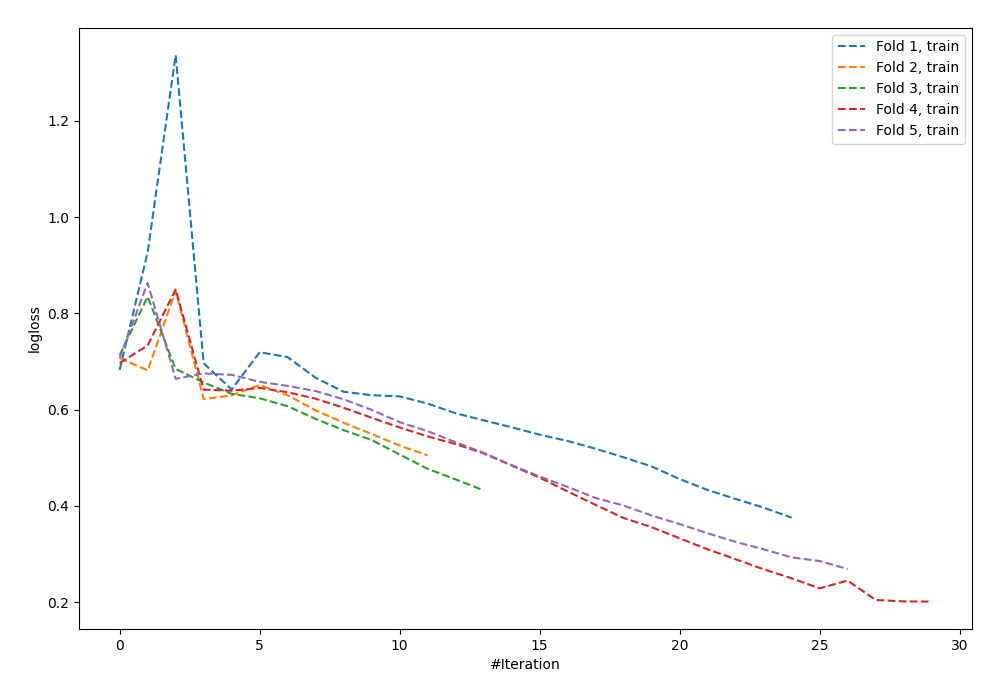 Fold 1, train
Fold 2, train
Fold 3, train
Fold 4, train
Fold 5, train
logloss
1.2
1.0
0.8
0.6
0.4
0.2
0 5 10 15 20 25 30
#Iteration